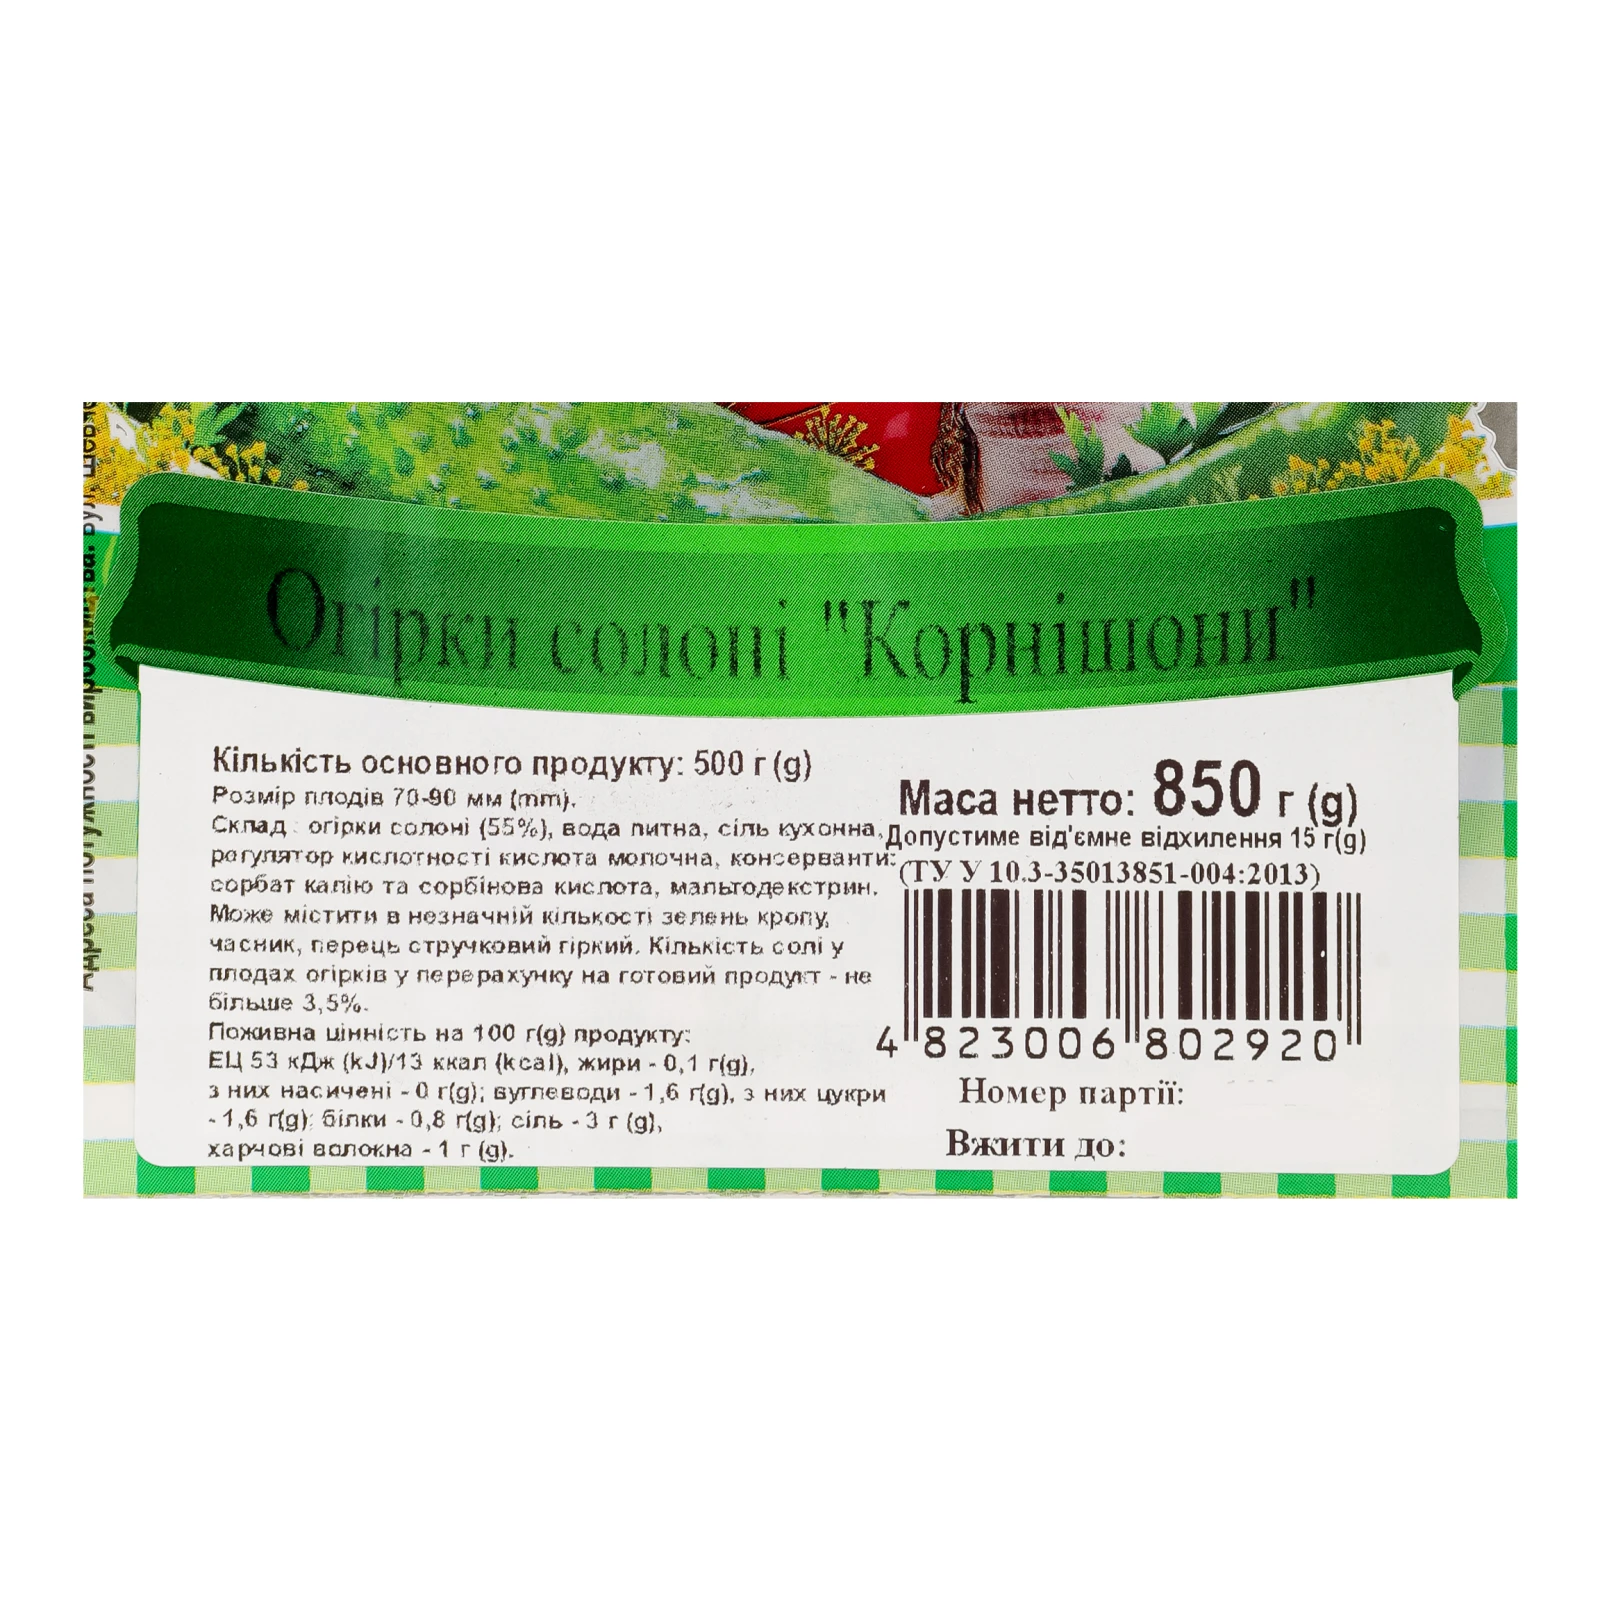 Огірки солоні "Корнішони"
Кількість основного продукту: 500 г (g)
Розмір плодів 70-90 мм (mm).
Склад : огірки солоні (55%), вода питна, сіль кухонна,
регулятор кислотності кислота молочна, консерванти:
сорбат калію та сорбінова кислота, мальтодекстрин.
Може містити в незначній кількості зелень кропу,
часник, перець стручковий гіркий. Кількість солі у
плодах огірків у перерахунку на готовий продукт - не
більше 3,5%.
Поживна цінність на 100 г(g) продукту:
ЕЦ 53 кДж (kJ)/13 ккал (kcal), жири - 0,1 г(g),
з них насичені - 0 г(g); вуглеводи - 1,6 г(g), з них цукри
- 1,6 г(g); білки - 0,8 г(g); сіль - 3 г (g),
харчові волокна - 1 г (g).
Маса нетто: 850 г (g)
Допустиме від'ємне відхилення 15 г(g)
(ТУ У 10.3-35013851-004:2013)
4 823006 802920
Номер партії:
Вжити до:
Адреса потужності виробництва: вул.